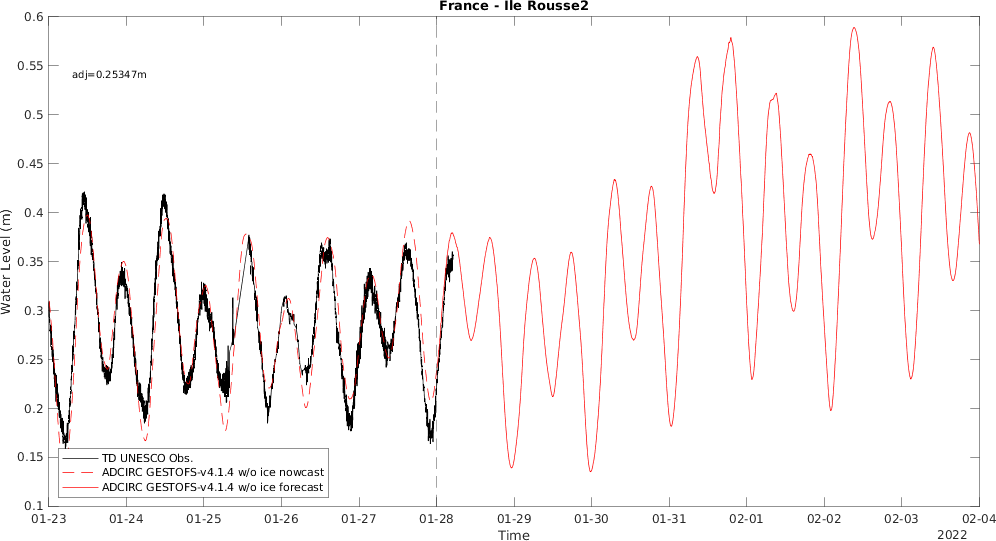 France - Ile Rousse2
0.6
0.55
adj=0.25347m
0.5
0.45
0.4
0.35
Water Level (m)
0.3
0.25
0.2
0.15
0.1
TD UNESCO Obs.
ADCIRC GESTOFS-v4.1.4 w/o ice nowcast
ADCIRC GESTOFS-v4.1.4 w/o ice forecast
01-23 01-24 01-25 01-26 01-27 01-28 01-29 01-30 01-31 02-01 02-02 02-03 02-04
Time
2022